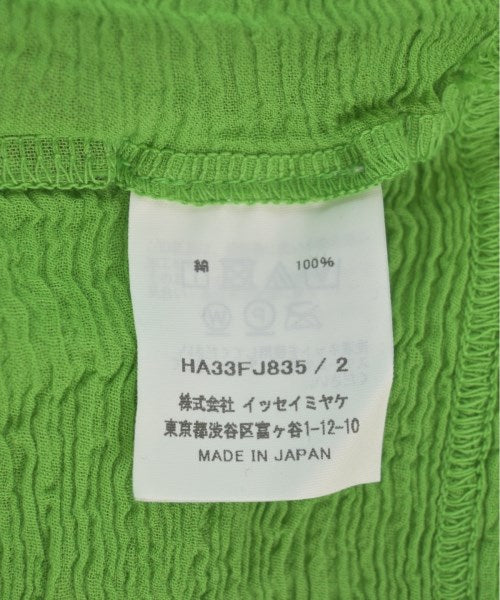 綿 100%
HA33FJ835 / 2
株式会社 イッセイミヤケ
東京都渋谷区富ヶ谷1-12-10
MADE IN JAPAN